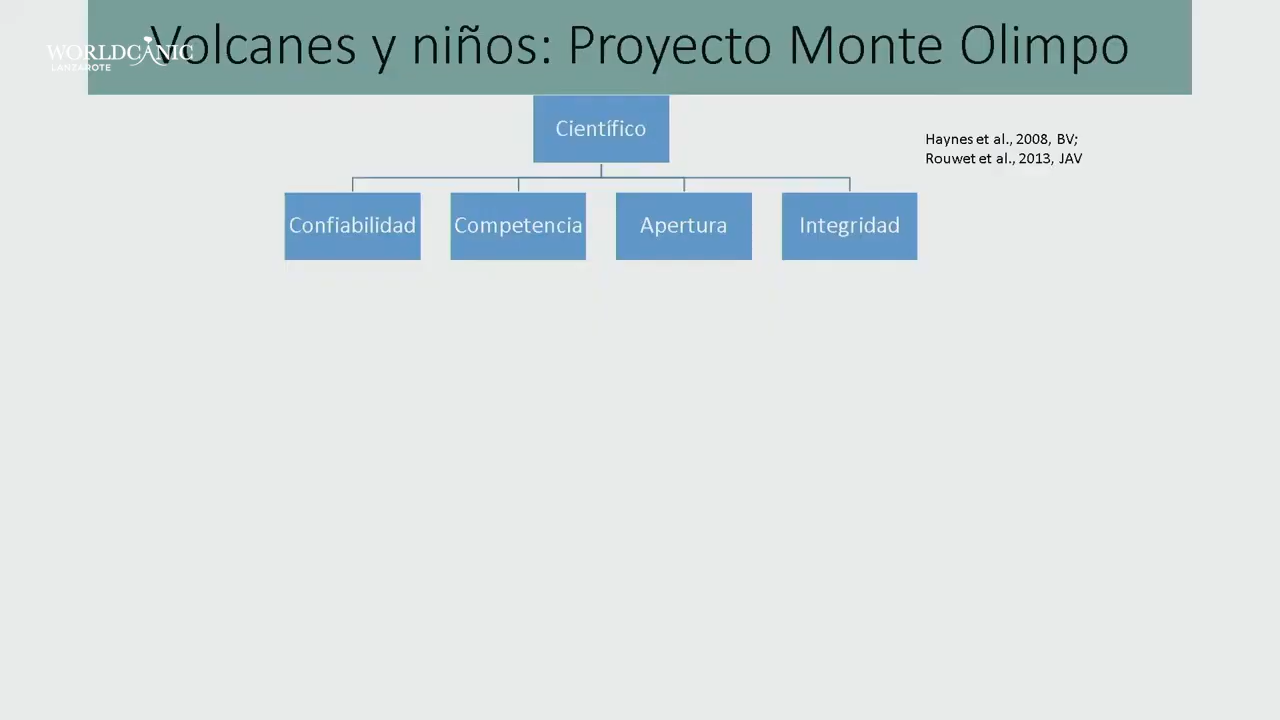 WORLDCANIC
LANZAROTE
Volcanes y niños: Proyecto Monte Olimpo
Científico
Haynes et al., 2008, BV;
Rouwet et al., 2013, JAV
Confiabilidad
Competencia
Apertura
Integridad